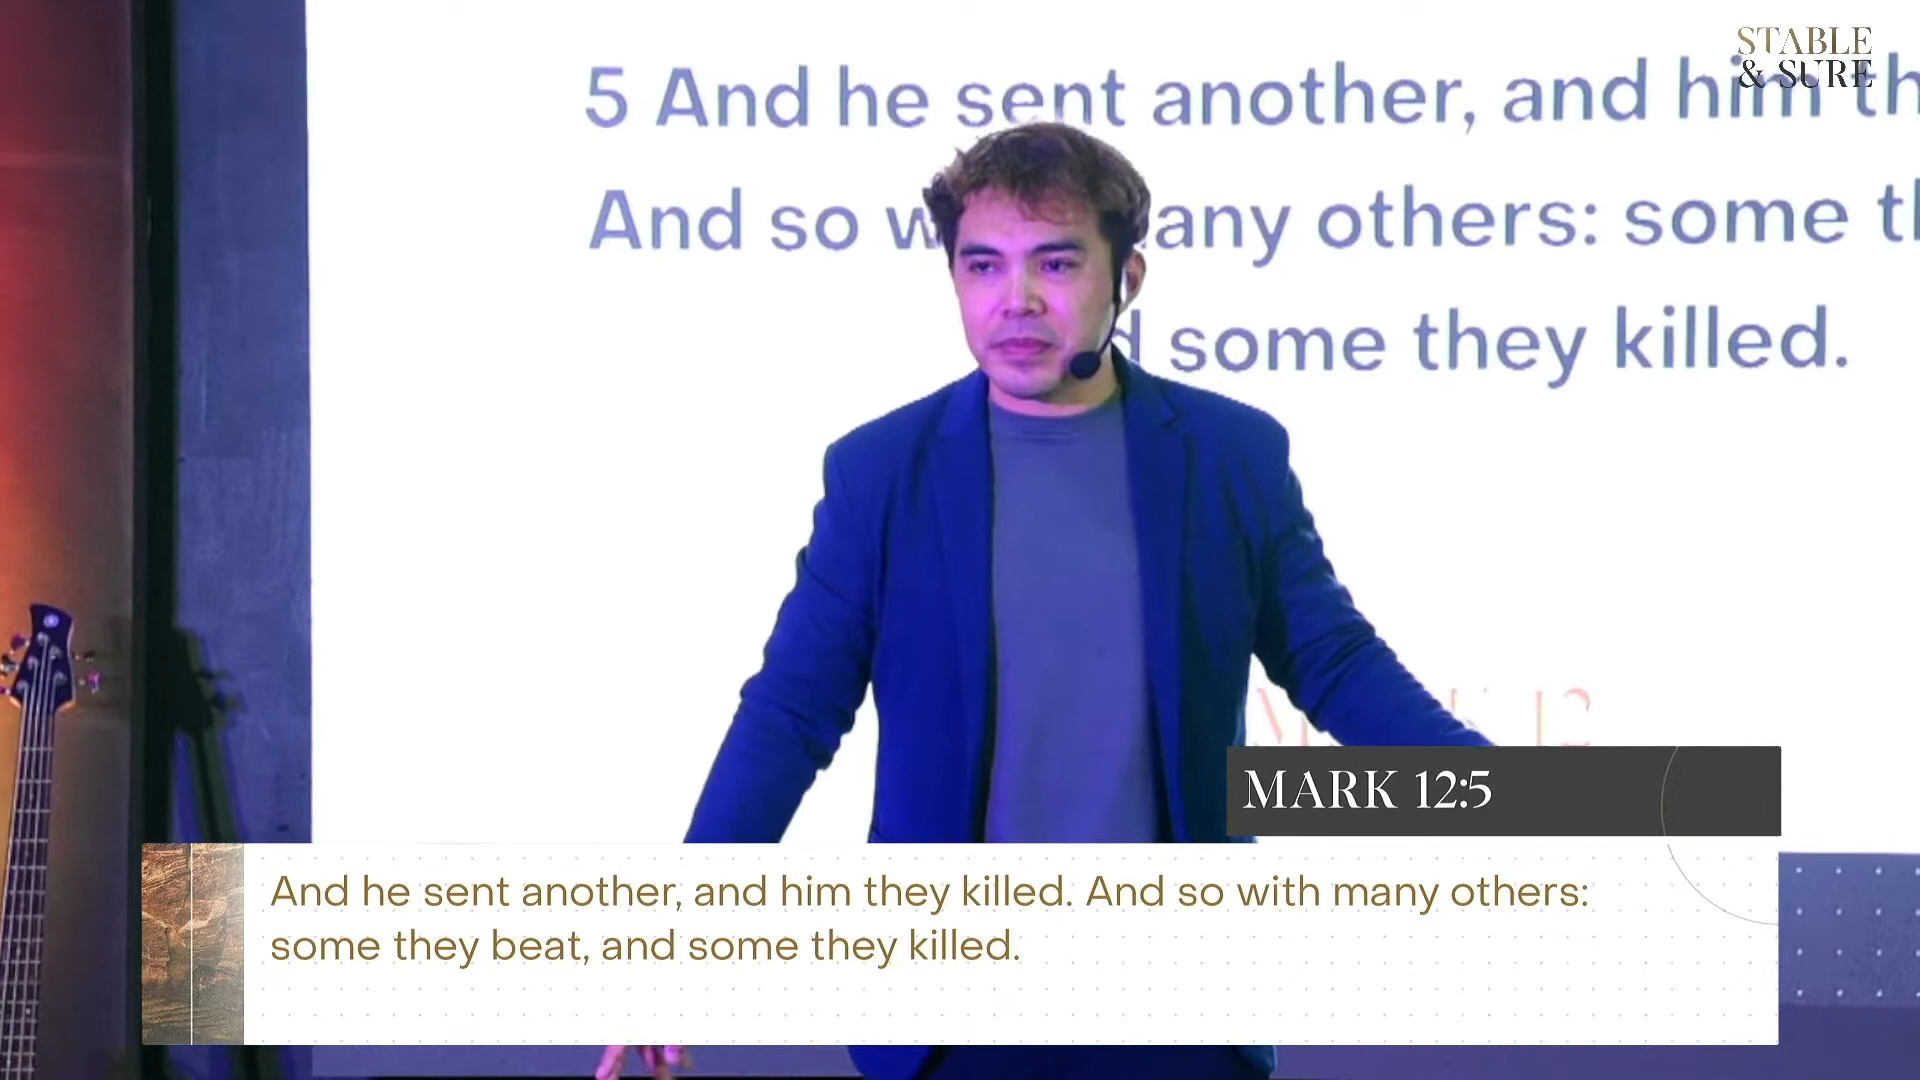 STABLE
& SURE
5 And he sent another, and him th
And so w any others: some th
some they killed.
MARK 12:5
And he sent another, and him they killed. And so with many others:
some they beat, and some they killed.